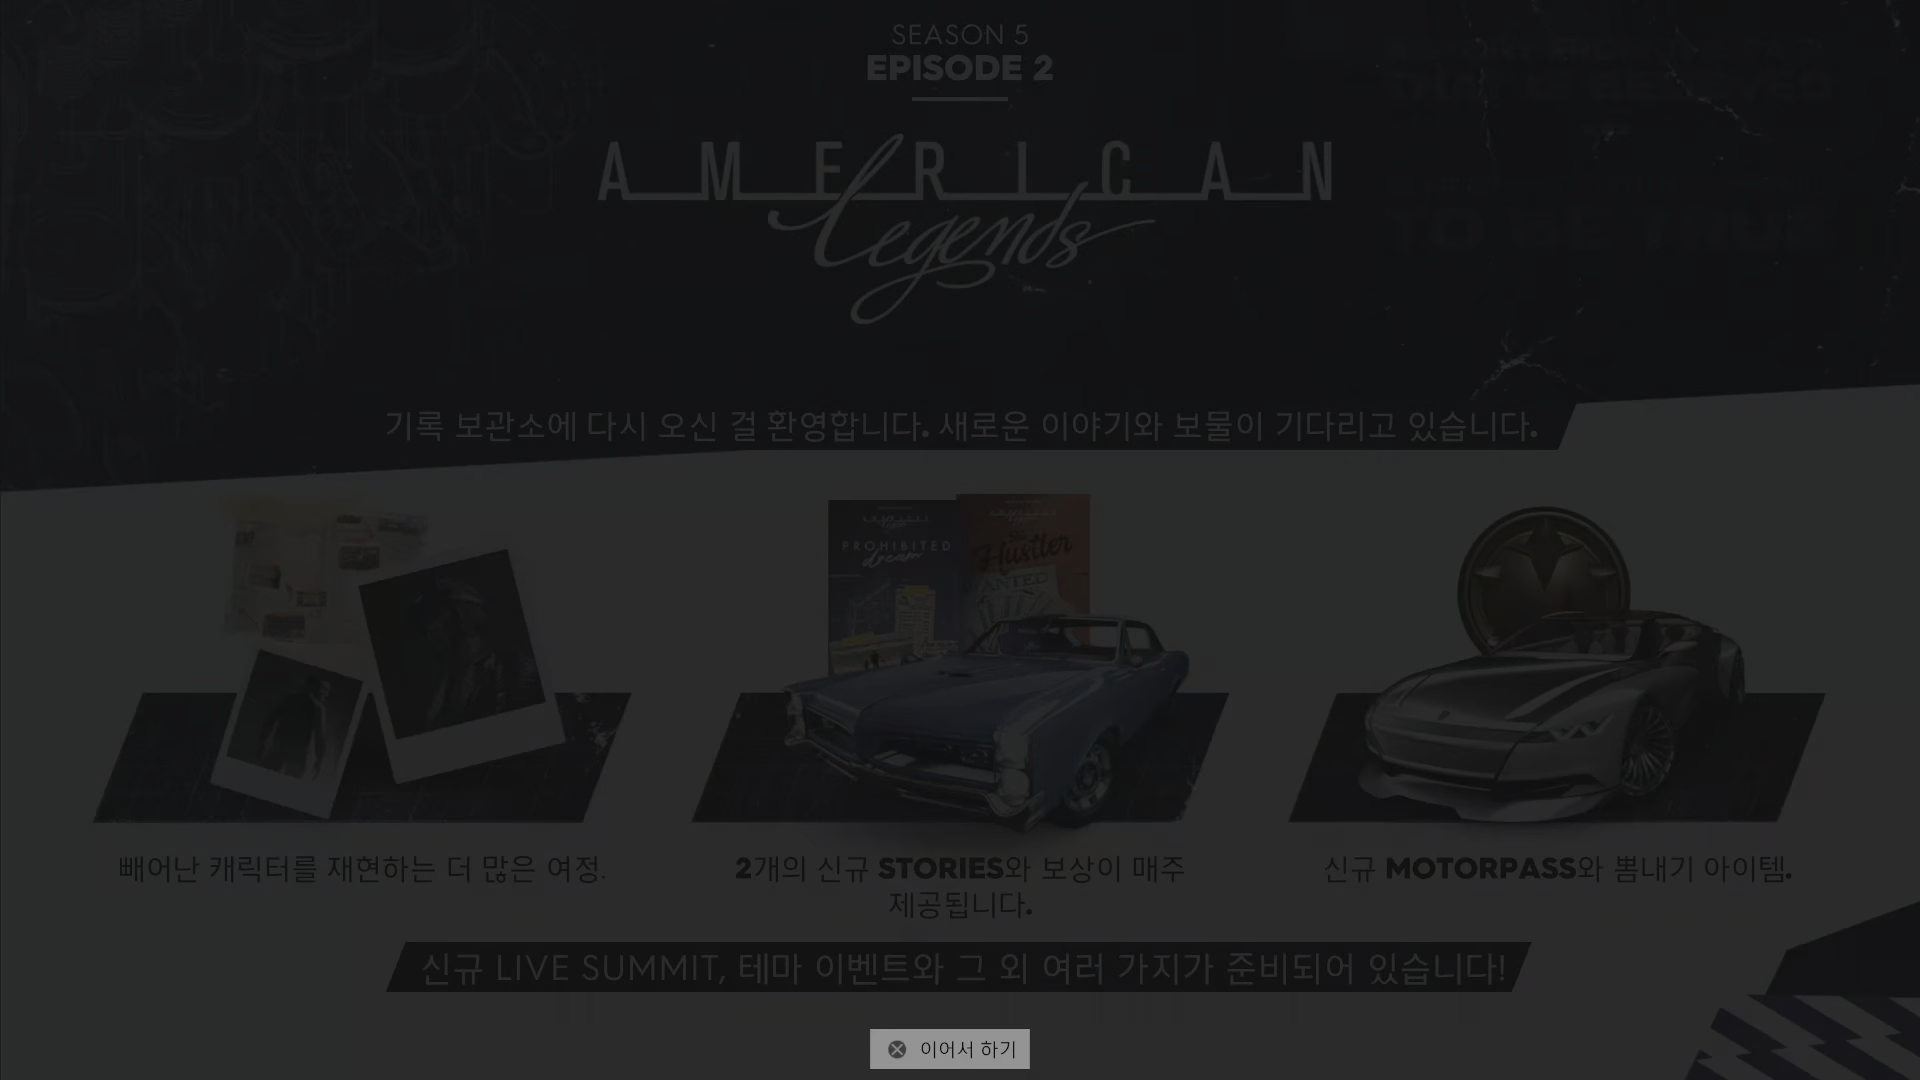 SEASON 5
EPISODE 2
AMERICAN
Legends
기록 보관소에 다시 오신 걸 환영합니다. 새로운 이야기와 보물이 기다리고 있습니다.
PROHIBITED
dream
The
Hustler
WANTED
빼어난 캐릭터를 재현하는 더 많은 여정.
2개의 신규 STORIES와 보상이 매주
제공됩니다.
신규 MOTORPASS와 뽐내기 아이템.
신규 LIVE SUMMIT, 테마 이벤트와 그 외 여러 가지가 준비되어 있습니다!
이어서 하기